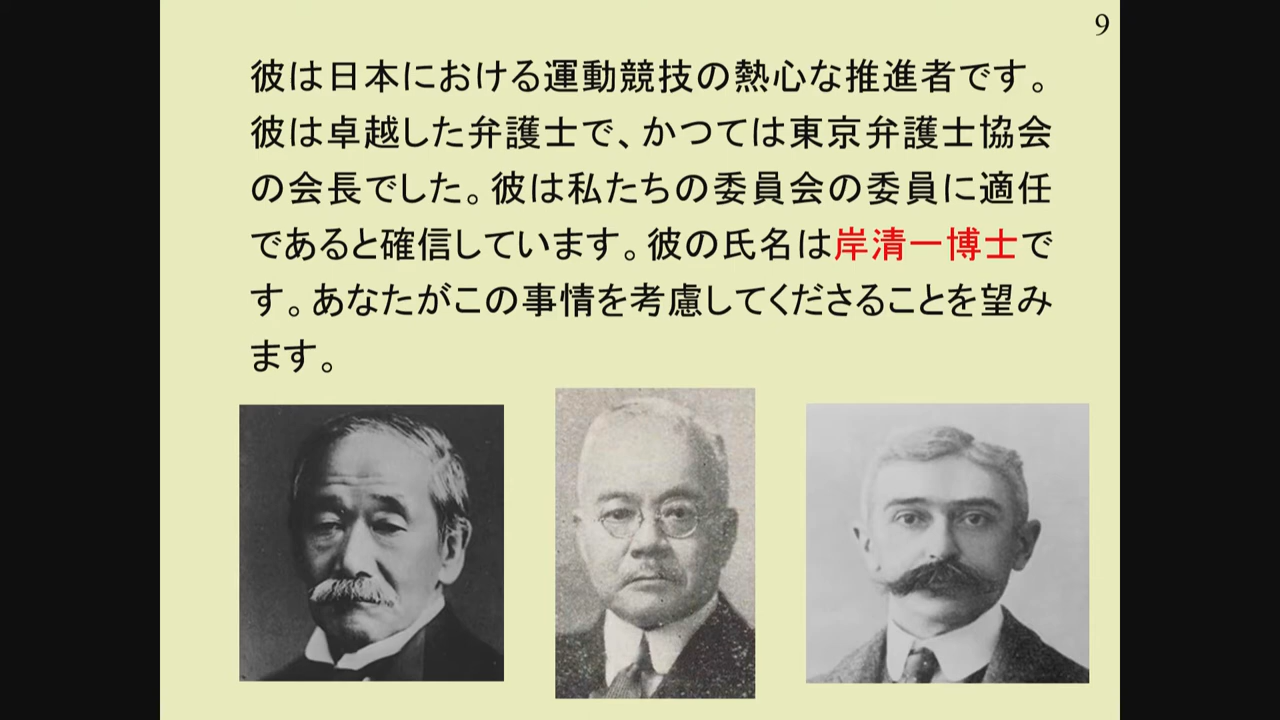 9
彼は日本における運動競技の熱心な推進者です。
彼は卓越した弁護士で、かつては東京弁護士協会
の会長でした。彼は私たちの委員会の委員に適任
であると確信しています。彼の氏名は岸清一博士で
す。あなたがこの事情を考慮してくださることを望み
ます。